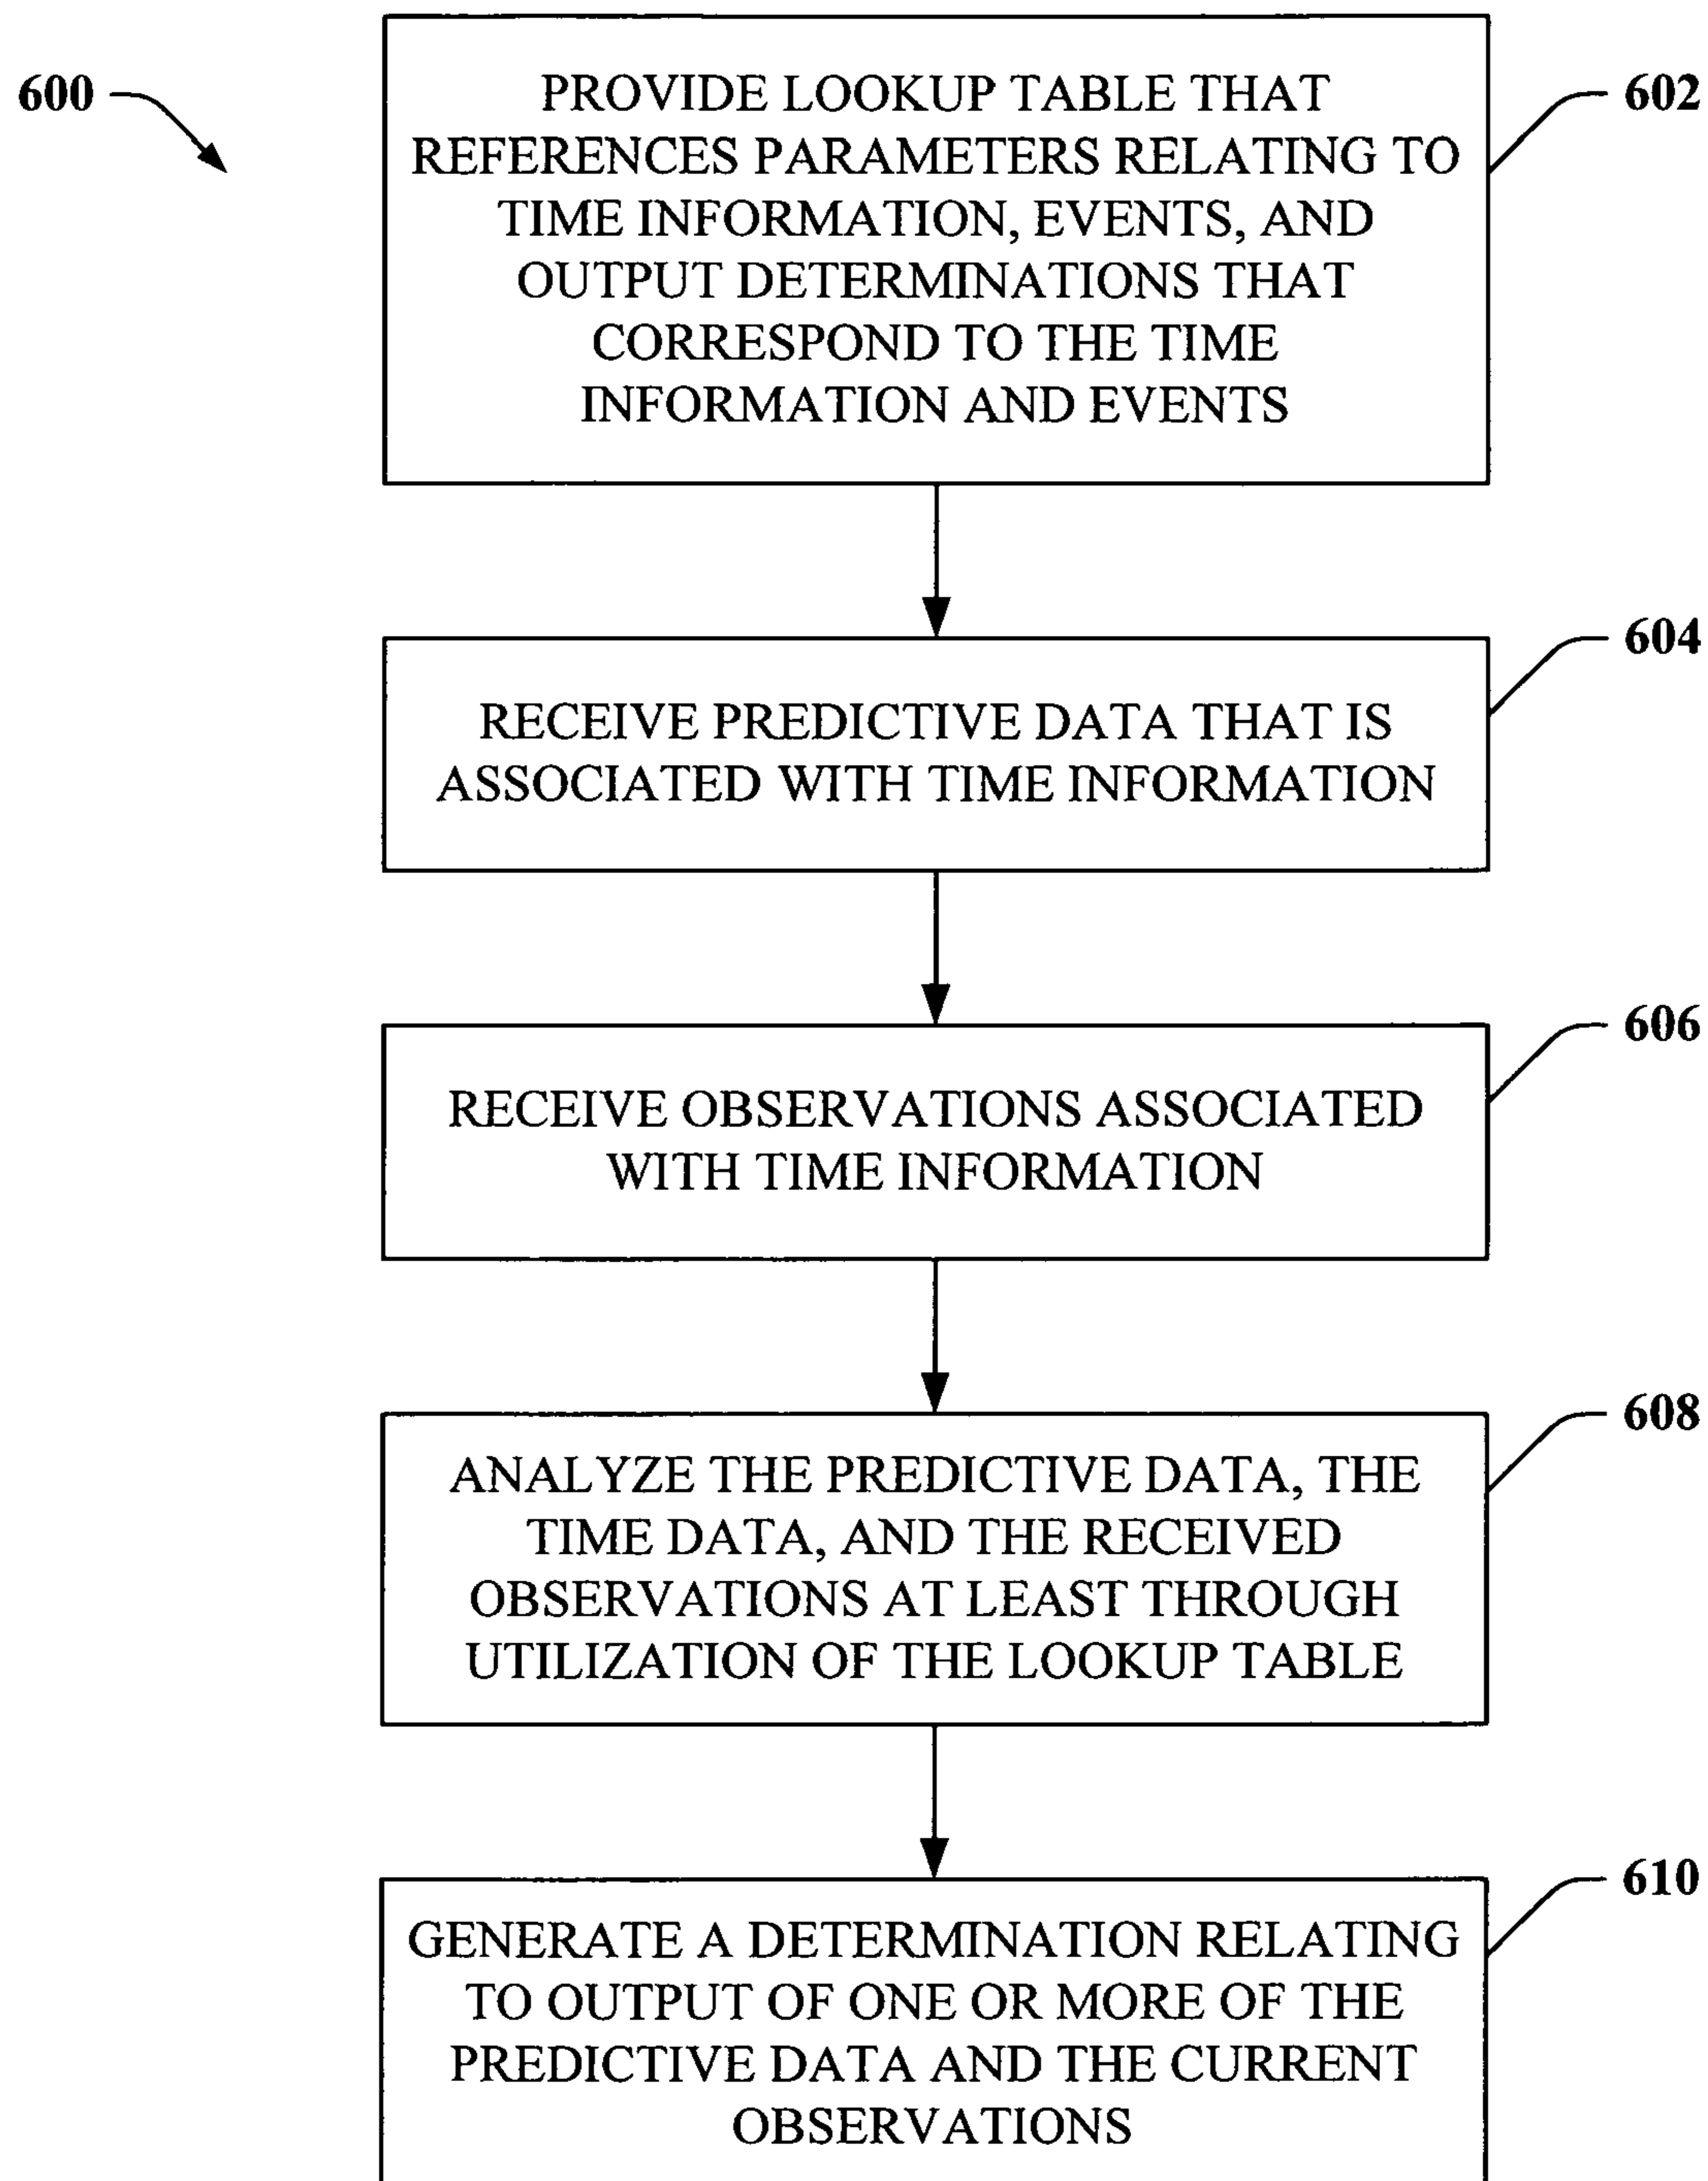 600
PROVIDE LOOKUP TABLE THAT
REFERENCES PARAMETERS RELATING TO
TIME INFORMATION, EVENTS, AND
OUTPUT DETERMINATIONS THAT
CORRESPOND TO THE TIME
INFORMATION AND EVENTS
602
RECEIVE PREDICTIVE DATA THAT IS
ASSOCIATED WITH TIME INFORMATION
604
RECEIVE OBSERVATIONS ASSOCIATED
WITH TIME INFORMATION
606
ANALYZE THE PREDICTIVE DATA, THE
TIME DATA, AND THE RECEIVED
OBSERVATIONS AT LEAST THROUGH
UTILIZATION OF THE LOOKUP TABLE
608
GENERATE A DETERMINATION RELATING
TO OUTPUT OF ONE OR MORE OF THE
PREDICTIVE DATA AND THE CURRENT
OBSERVATIONS
610